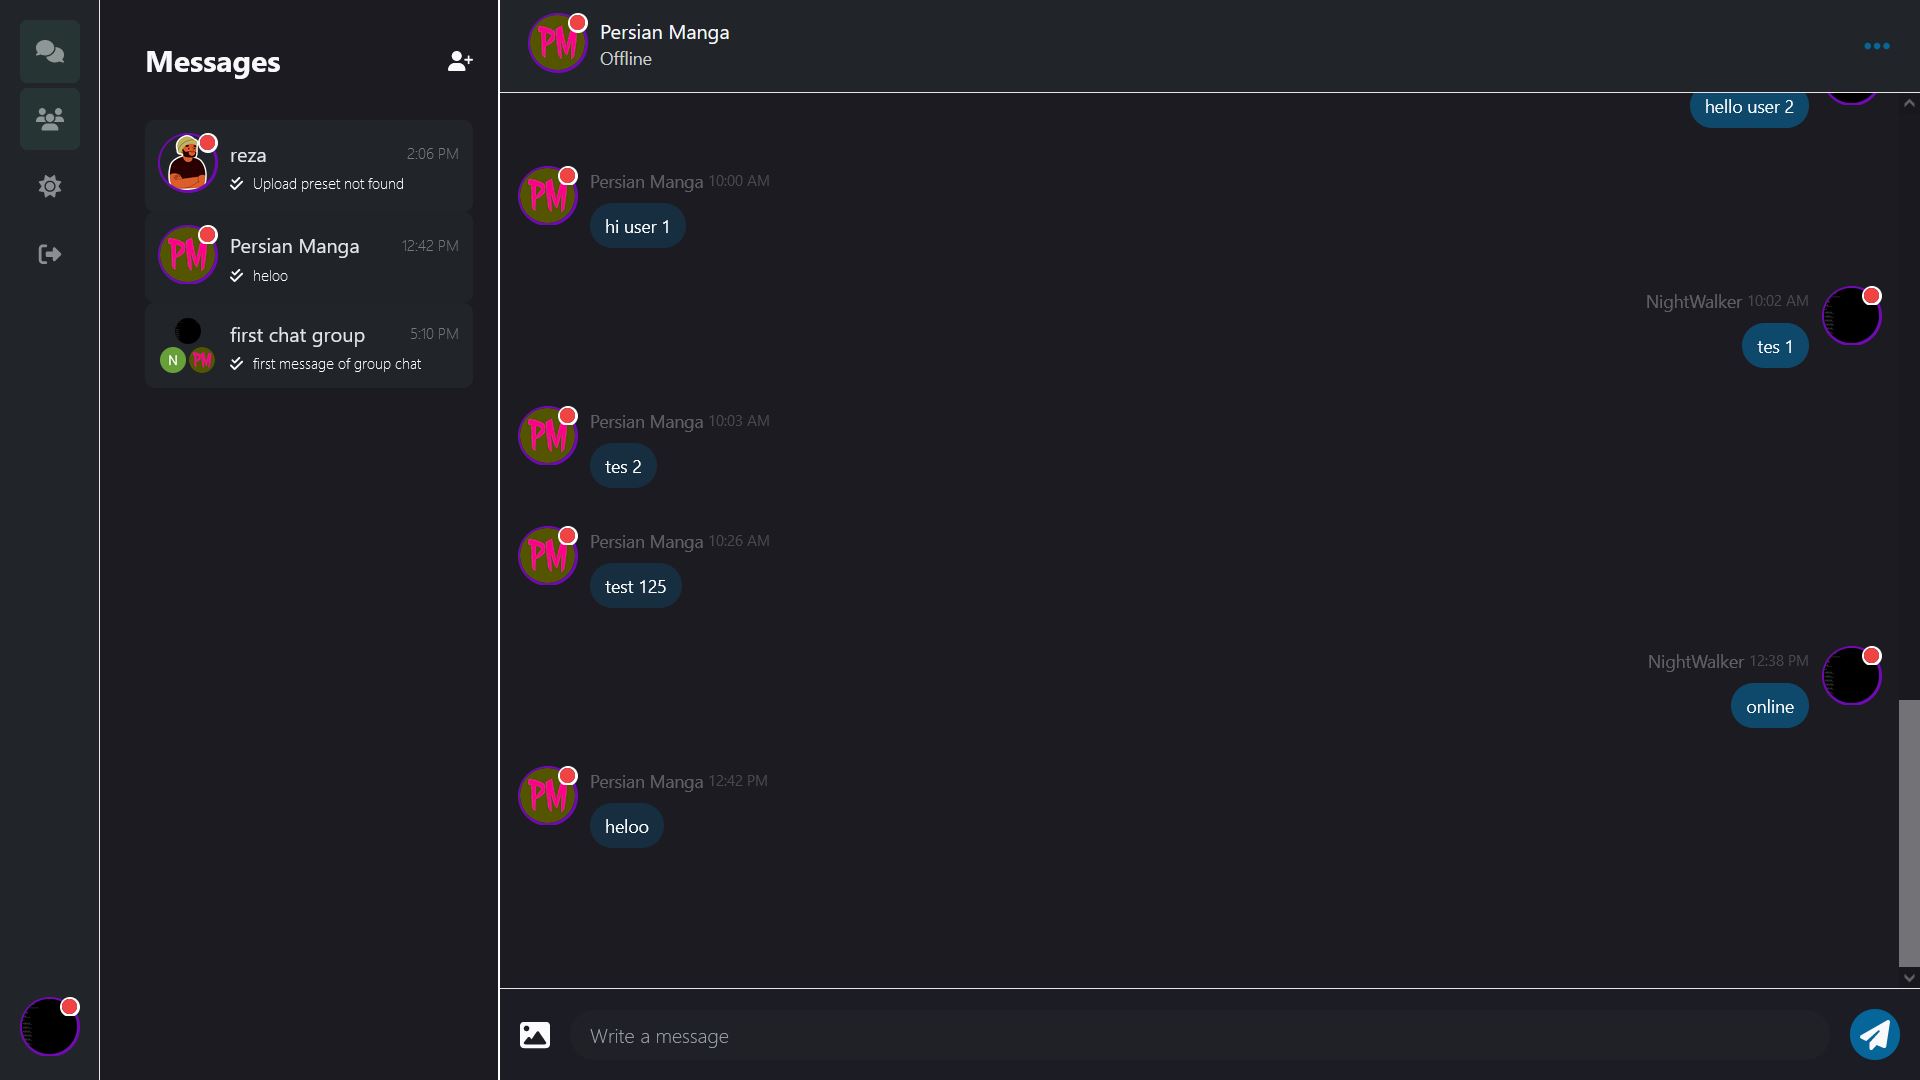 Messages
reza 2:06 PM
Upload preset not found
PM
Persian Manga 12:42 PM
heloo
first chat group 5:10 PM
N PM
first message of group chat
PM
Persian Manga
Offline
hello user 2
PM
Persian Manga 10:00 AM
hi user 1
NightWalker 10:02 AM
tes 1
PM
Persian Manga 10:03 AM
tes 2
PM
Persian Manga 10:26 AM
test 125
NightWalker 12:38 PM
online
PM
Persian Manga 12:42 PM
heloo
Write a message